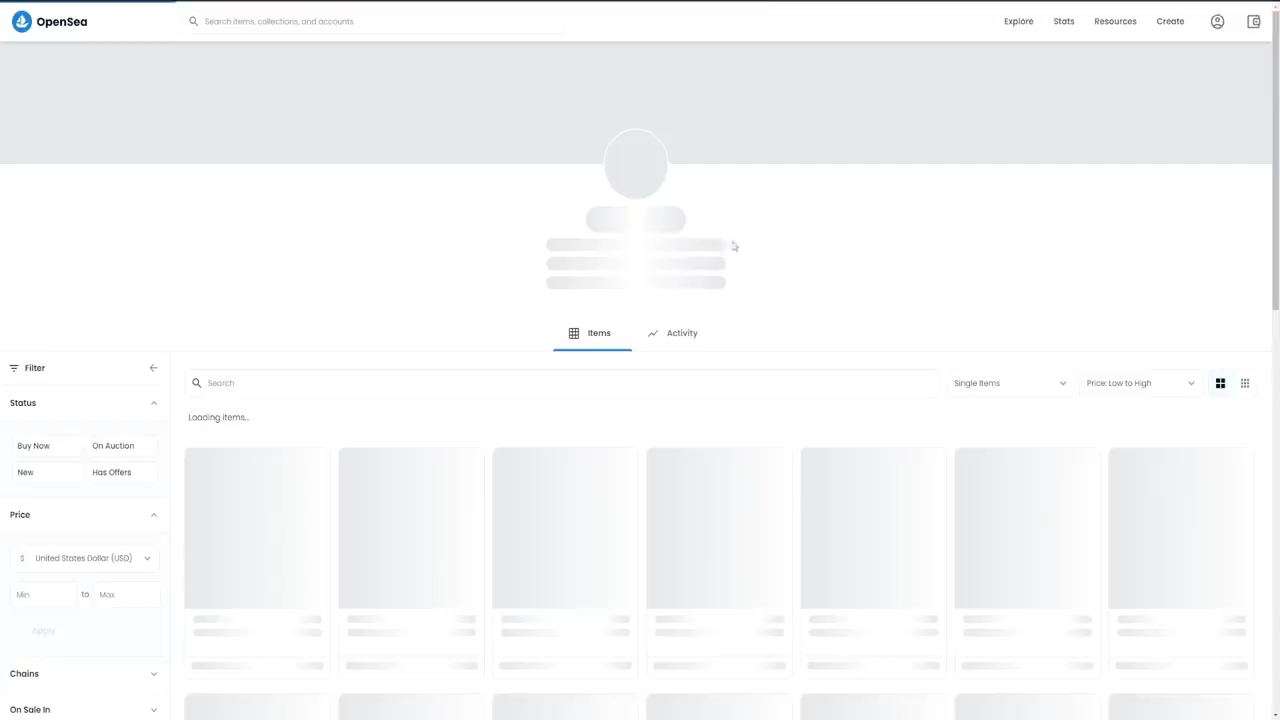 OpenSea
Search items, collections, and accounts
Explore
Stats
Resources
Create
Items
Activity
Filter
Search
Single Items
Price: Low to High
Status
Loading items...
Buy Now
On Auction
New
Has Offers
Price
$
United States Dollar (USD)
Min
to
Max
Apply
Chains
On Sale In